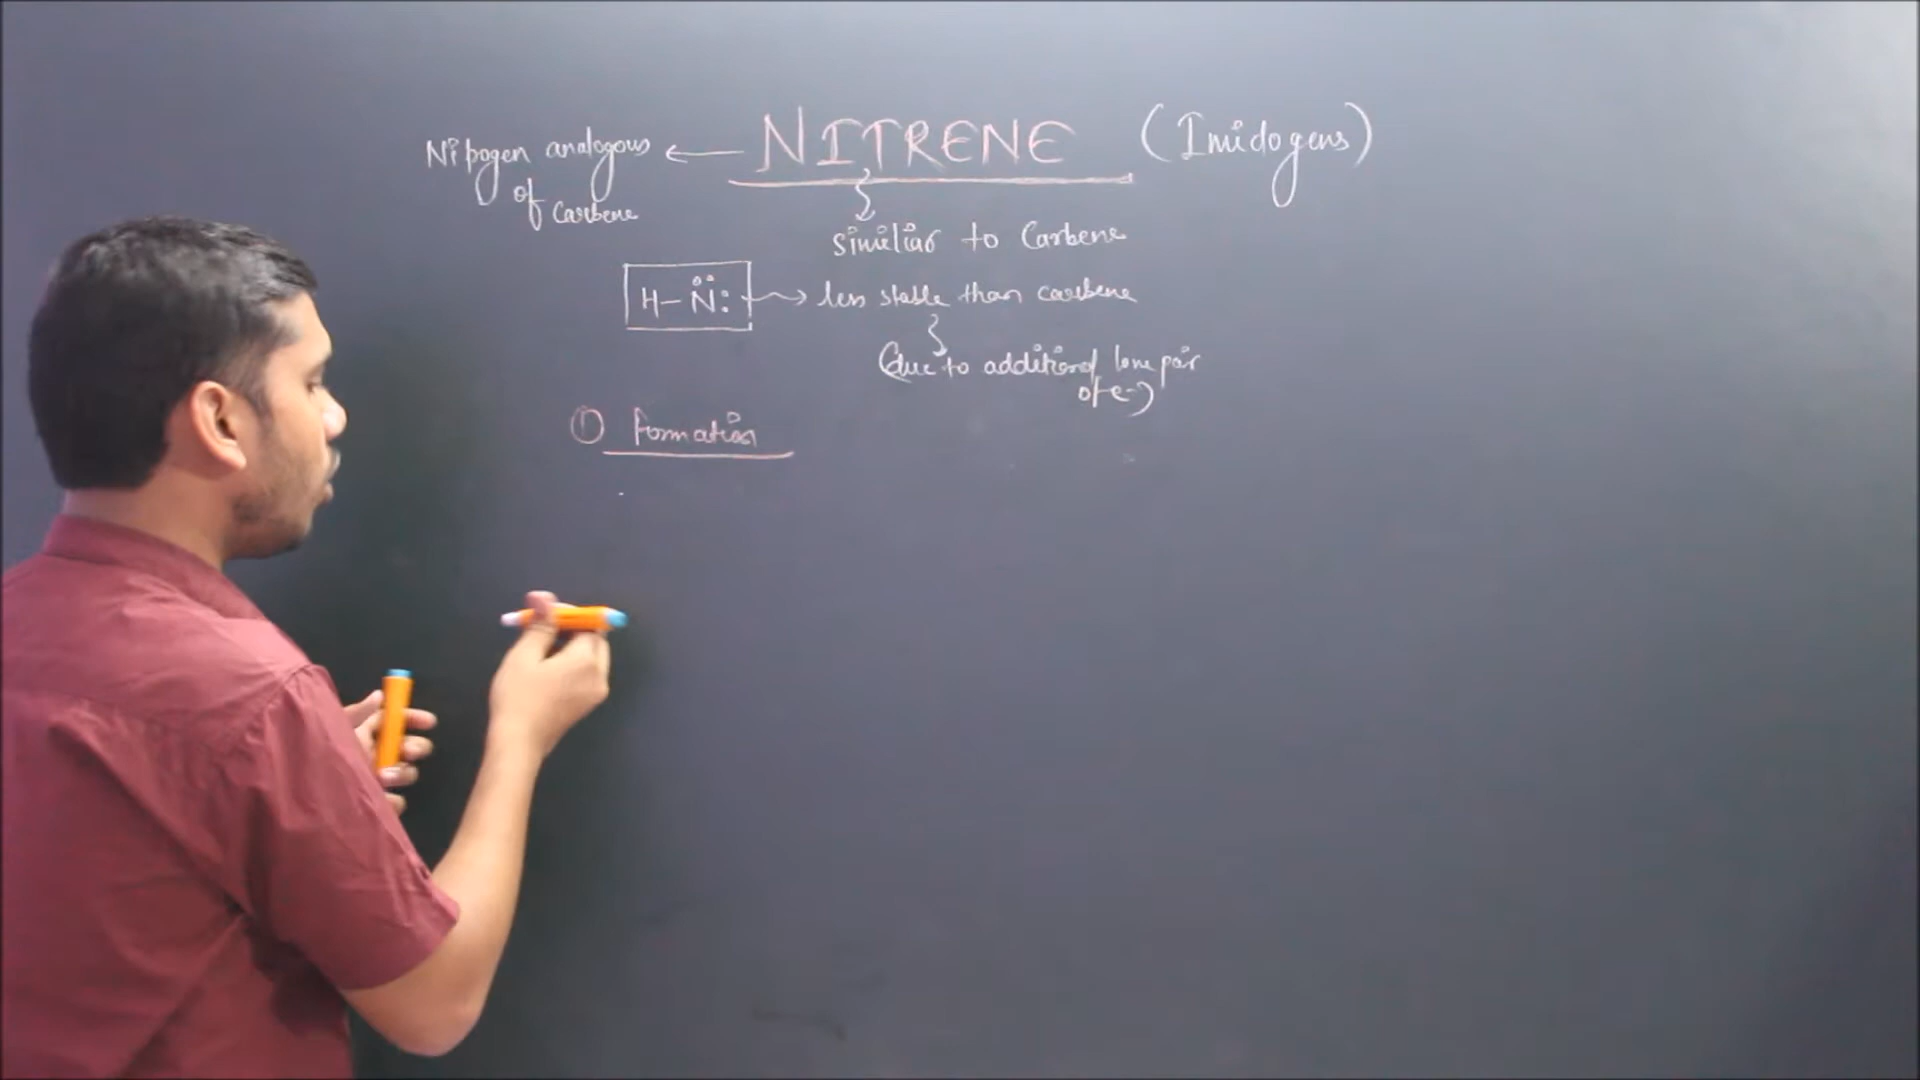 NITRENE (Imidogens)
Nitrogen analogous
of Carbene
similiar to Carbene
H-N̈: → less stable than carbene
(due to additional lone pair
of e-)
① formation